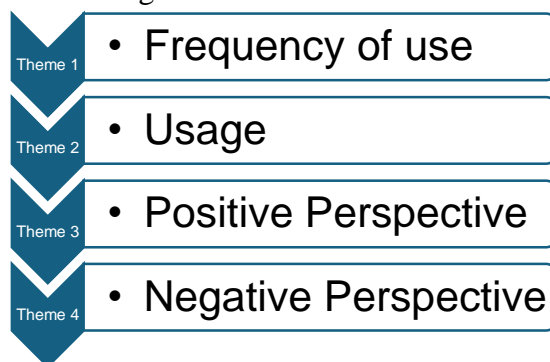 Theme 1
• Frequency of use
Theme 2
• Usage
Theme 3
• Positive Perspective
Theme 4
• Negative Perspective